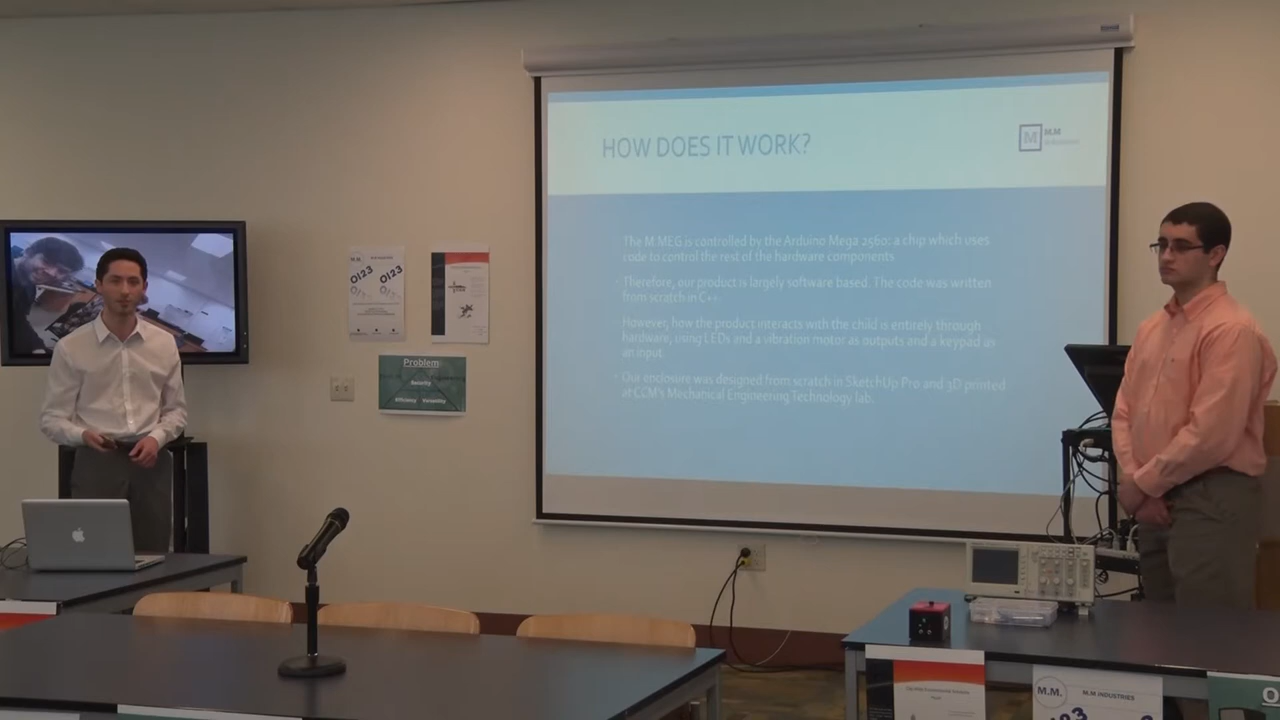 HOW DOES IT WORK?
M
M.M
The M.MEG is controlled by the Arduino Mega 2560: a chip which uses
code to control the rest of the hardware components
Therefore, our product is largely software based. The code was written
from scratch in C++.
However, how the product interacts with the child is entirely through
hardware, using LEDs and a vibration motor as outputs and a keypad as
an input.
Our enclosure was designed from scratch in SketchUp Pro and 3D printed
at CCM's Mechanical Engineering Technology lab.
M.M.
0123
0123
Problem
Security
Efficiency Versatility
M.M.
M.M INDUSTRIES